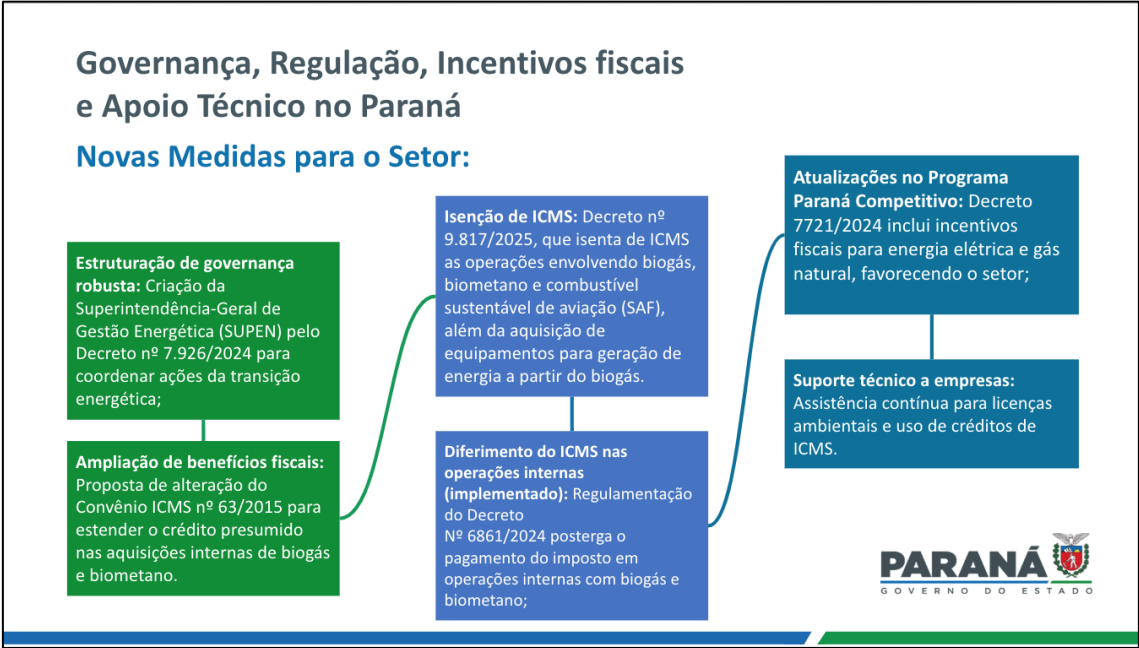 Governança, Regulação, Incentivos fiscais
e Apoio Técnico no Paraná
Novas Medidas para o Setor:
Estruturação de governança
robusta: Criação da
Superintendência-Geral de
Gestão Energética (SUPEN) pelo
Decreto nº 7.926/2024 para
coordenar ações da transição
energética;
Ampliação de benefícios fiscais:
Proposta de alteração do
Convênio ICMS nº 63/2015 para
estender o crédito presumido
nas aquisições internas de biogás
e biometano.
Isenção de ICMS: Decreto nº
9.817/2025, que isenta de ICMS
as operações envolvendo biogás,
biometano e combustível
sustentável de aviação (SAF),
além da aquisição de
equipamentos para geração de
energia a partir do biogás.
Diferimento do ICMS nas
operações internas
(implementado): Regulamentação
do Decreto
Nº 6861/2024 posterga o
pagamento do imposto em
operações internas com biogás e
biometano;
Atualizações no Programa
Paraná Competitivo: Decreto
7721/2024 inclui incentivos
fiscais para energia elétrica e gás
natural, favorecendo o setor;
Suporte técnico a empresas:
Assistência contínua para licenças
ambientais e uso de créditos de
ICMS.
PARANÁ
GOVERNO DO ESTADO